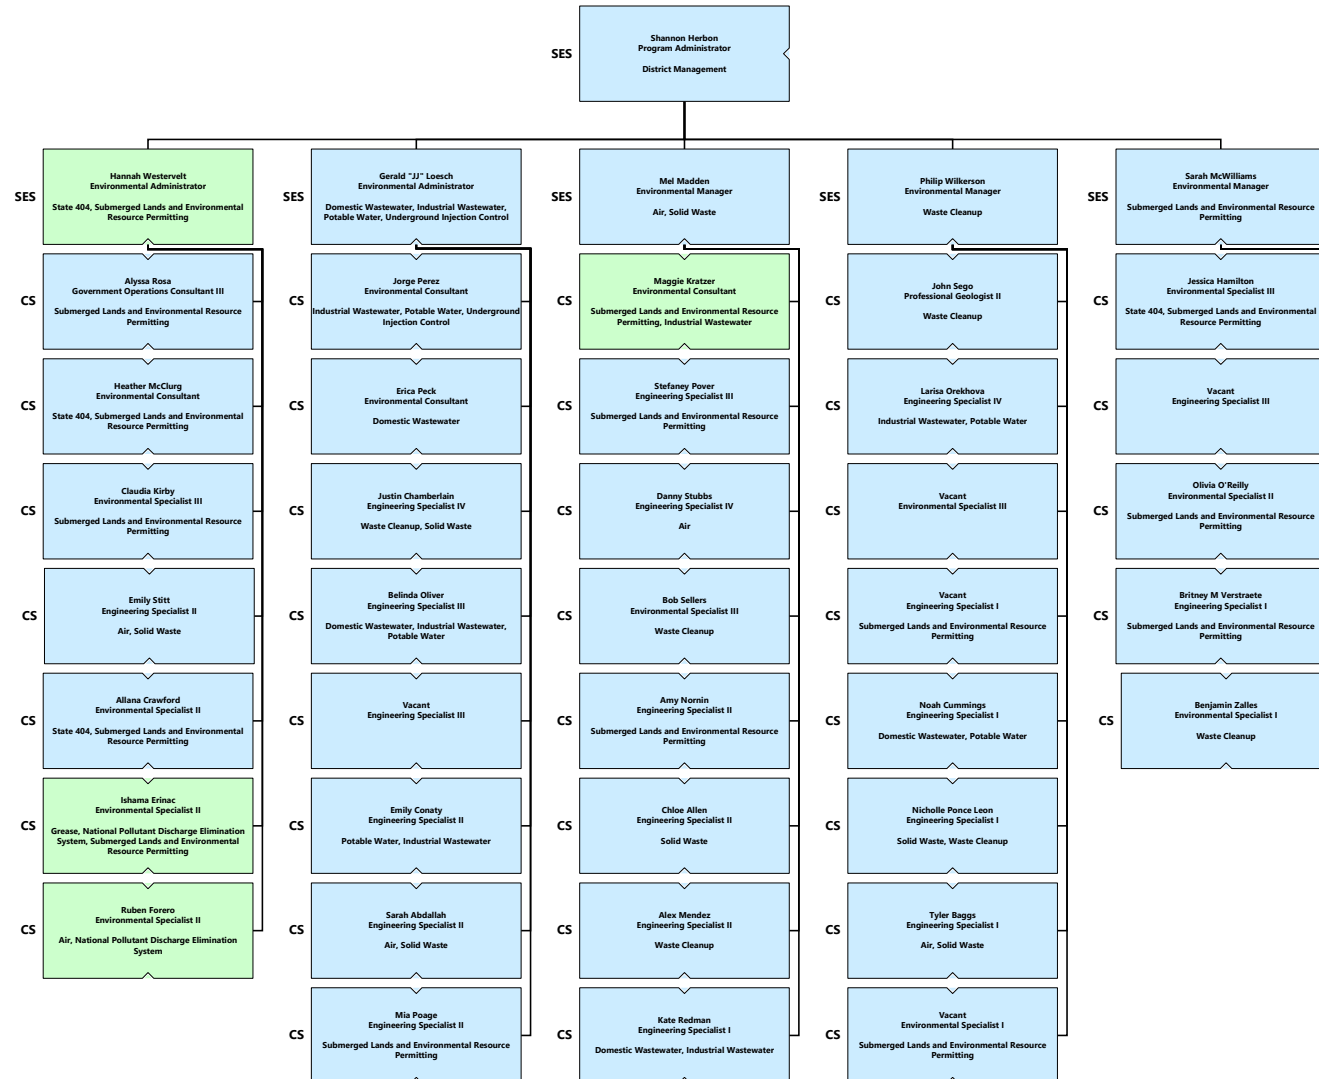 SES
Shannon Herbon
Program Administrator
District Management
SES
Hannah Westervelt
Environmental Administrator
State 404, Submerged Lands and Environmental
Resource Permitting
CS
Alyssa Rosa
Government Operations Consultant III
Submerged Lands and Environmental Resource
Permitting
CS
Heather McClurg
Environmental Consultant
State 404, Submerged Lands and Environmental
Resource Permitting
CS
Claudia Kirby
Environmental Specialist III
Submerged Lands and Environmental Resource
Permitting
CS
Emily Stitt
Engineering Specialist II
Air, Solid Waste
CS
Allana Crawford
Environmental Specialist II
State 404, Submerged Lands and Environmental
Resource Permitting
CS
Ishama Erinac
Environmental Specialist II
Grease, National Pollutant Discharge Elimination
System, Submerged Lands and Environmental
Resource Permitting
CS
Ruben Forero
Environmental Specialist II
Air, National Pollutant Discharge Elimination
System
SES
Gerald "JJ" Loesch
Environmental Administrator
Domestic Wastewater, Industrial Wastewater,
Potable Water, Underground Injection Control
CS
Jorge Perez
Environmental Consultant
Industrial Wastewater, Potable Water, Underground
Injection Control
CS
Erica Peck
Environmental Consultant
Domestic Wastewater
CS
Justin Chamberlain
Engineering Specialist IV
Waste Cleanup, Solid Waste
CS
Belinda Oliver
Engineering Specialist III
Domestic Wastewater, Industrial Wastewater,
Potable Water
CS
Vacant
Engineering Specialist III
CS
Emily Conaty
Engineering Specialist II
Potable Water, Industrial Wastewater
CS
Sarah Abdallah
Engineering Specialist II
Air, Solid Waste
CS
Mia Poage
Engineering Specialist II
Submerged Lands and Environmental Resource
Permitting
SES
Mel Madden
Environmental Manager
Air, Solid Waste
CS
Maggie Kratzer
Environmental Consultant
Submerged Lands and Environmental Resource
Permitting, Industrial Wastewater
CS
Stefaney Pover
Engineering Specialist III
Submerged Lands and Environmental Resource
Permitting
CS
Danny Stubbs
Engineering Specialist IV
Air
CS
Bob Sellers
Environmental Specialist III
Waste Cleanup
CS
Amy Nornin
Engineering Specialist II
Submerged Lands and Environmental Resource
Permitting
CS
Chloe Allen
Engineering Specialist II
Solid Waste
CS
Alex Mendez
Engineering Specialist II
Waste Cleanup
CS
Kate Redman
Engineering Specialist I
Domestic Wastewater, Industrial Wastewater
SES
Philip Wilkerson
Environmental Manager
Waste Cleanup
CS
John Sego
Professional Geologist II
Waste Cleanup
CS
Larisa Orekhova
Engineering Specialist IV
Industrial Wastewater, Potable Water
CS
Vacant
Environmental Specialist III
CS
Vacant
Engineering Specialist I
Submerged Lands and Environmental Resource
Permitting
CS
Noah Cummings
Engineering Specialist I
Domestic Wastewater, Potable Water
CS
Nicholle Ponce Leon
Engineering Specialist I
Solid Waste, Waste Cleanup
CS
Tyler Baggs
Engineering Specialist I
Air, Solid Waste
CS
Vacant
Environmental Specialist I
Submerged Lands and Environmental Resource
Permitting
SES
Sarah McWilliams
Environmental Manager
Submerged Lands and Environmental Resource
Permitting
CS
Jessica Hamilton
Environmental Specialist III
State 404, Submerged Lands and Environmental
Resource Permitting
CS
Vacant
Engineering Specialist III
CS
Olivia O'Reilly
Environmental Specialist II
Submerged Lands and Environmental Resource
Permitting
CS
Britney M Verstraete
Engineering Specialist I
Submerged Lands and Environmental Resource
Permitting
CS
Benjamin Zalles
Environmental Specialist I
Waste Cleanup